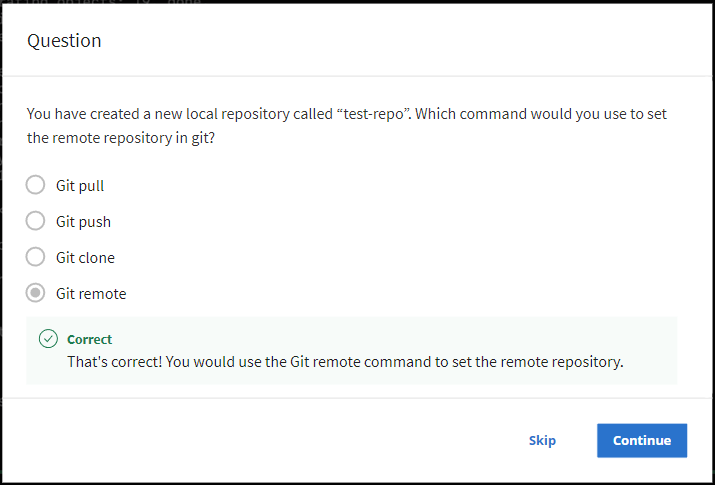 Question
You have created a new local repository called “test-repo”. Which command would you use to set
the remote repository in git?
Git pull
Git push
Git clone
Git remote
Correct
That's correct! You would use the Git remote command to set the remote repository.
Skip
Continue